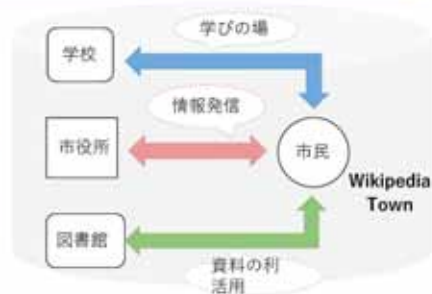 学びの場
学校
情報発信
市役所
市民
Wikipedia
Town
図書館
資料の利
活用